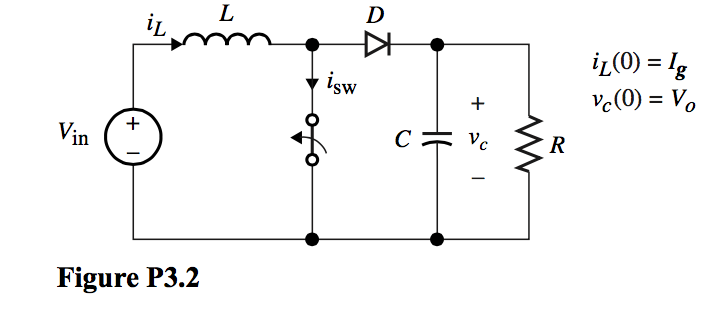 L
D
i_L
i_L(0) = I_g
v_c(0) = V_o
i_sw
V_in
+
−
C
+
v_c
−
R
Figure P3.2